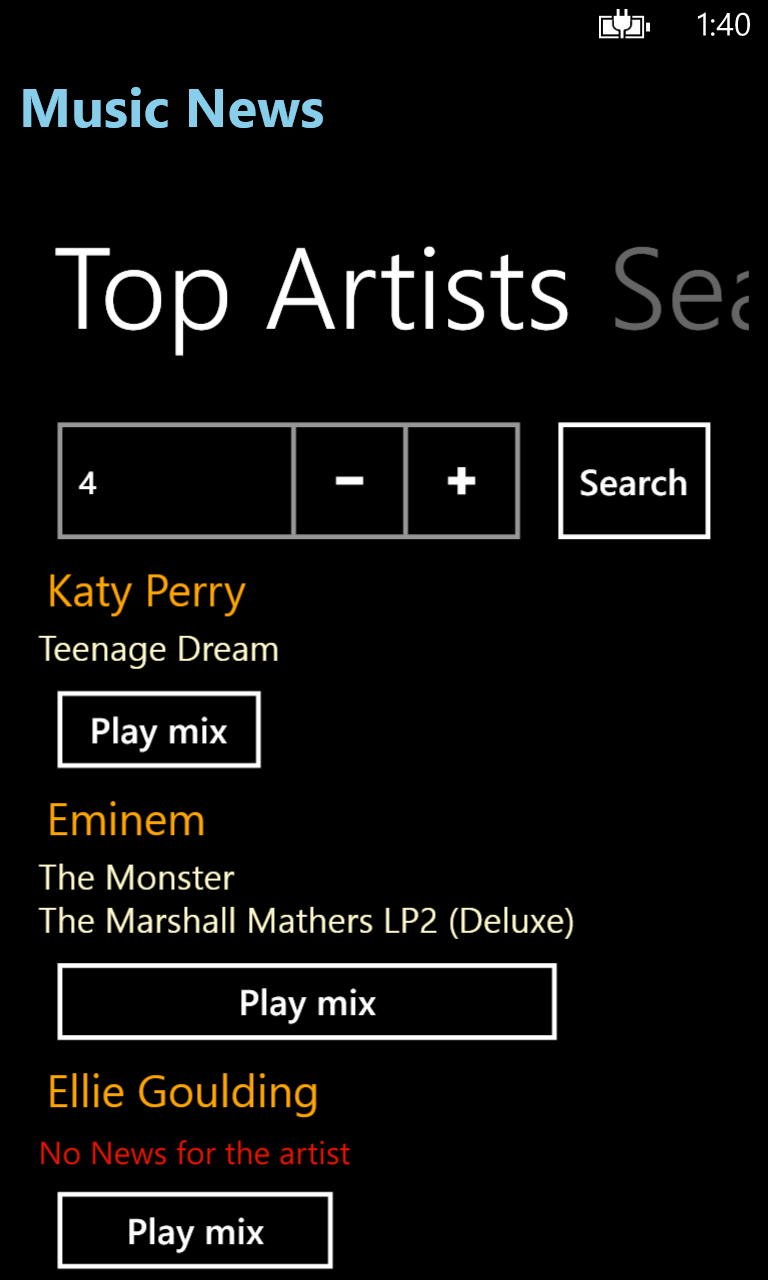 1:40
Music News
Top Artists Sea
4 − + Search
Katy Perry
Teenage Dream
Play mix
Eminem
The Monster
The Marshall Mathers LP2 (Deluxe)
Play mix
Ellie Goulding
No News for the artist
Play mix